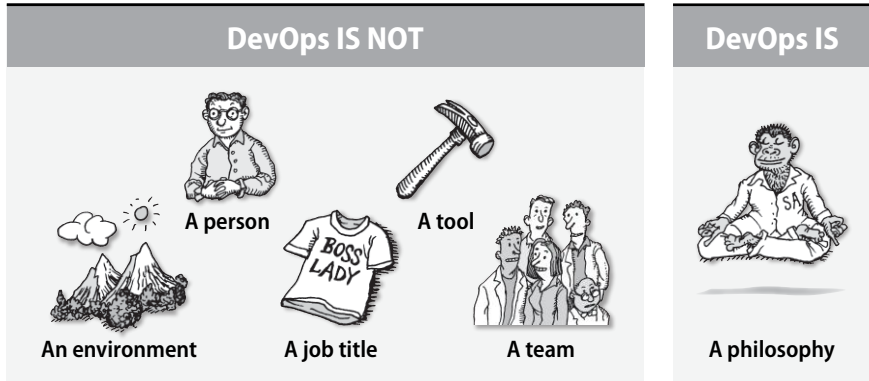 DevOps IS NOT
DevOps IS
A person
A tool
BOSS
LADY
SA
An environment
A job title
A team
A philosophy